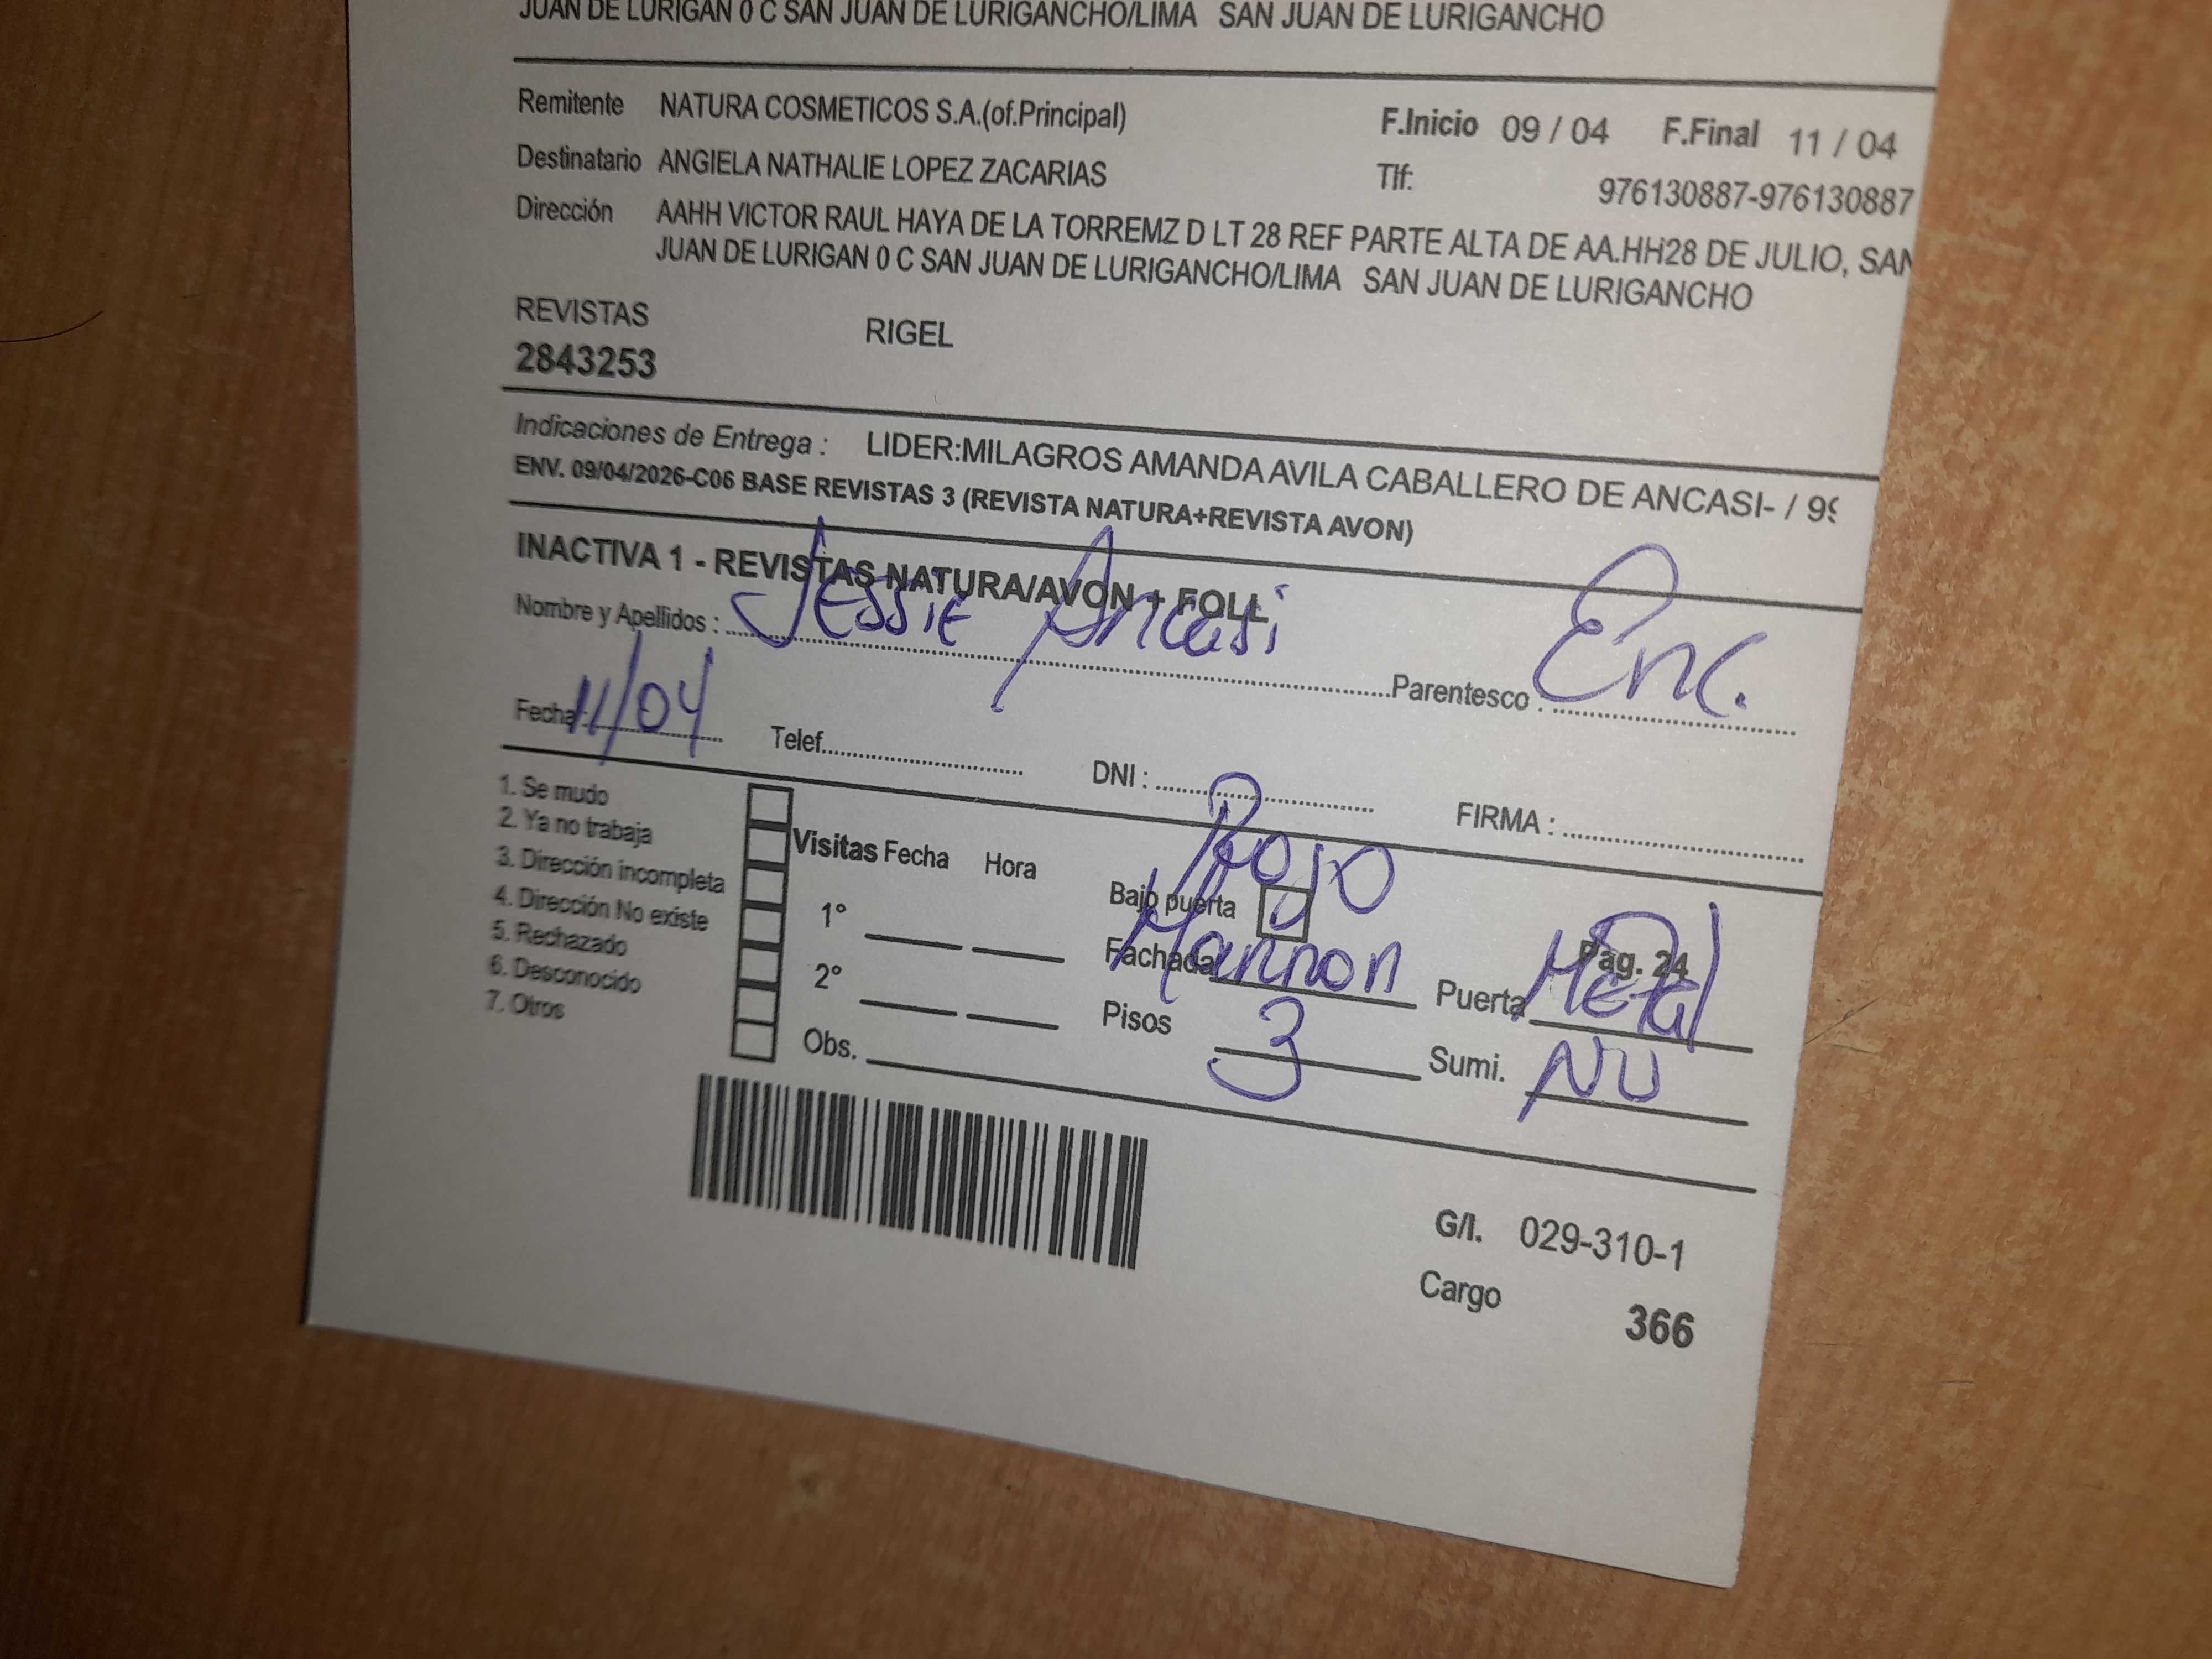 JUAN DE LURIGAN 0 C SAN JUAN DE LURIGANCHO/LIMA SAN JUAN DE LURIGANCHO
Remitente NATURA COSMETICOS S.A.(of.Principal) F.Inicio 09 / 04 F.Final 11 / 04
Destinatario ANGIELA NATHALIE LOPEZ ZACARIAS Tlf: 976130887-976130887
Dirección AAHH VICTOR RAUL HAYA DE LA TORREMZ D LT 28 REF PARTE ALTA DE AA.HH28 DE JULIO, SAN
JUAN DE LURIGAN 0 C SAN JUAN DE LURIGANCHO/LIMA SAN JUAN DE LURIGANCHO
REVISTAS RIGEL
2843253
Indicaciones de Entrega : LIDER:MILAGROS AMANDA AVILA CABALLERO DE ANCASI- / 99
ENV. 09/04/2026-C06 BASE REVISTAS 3 (REVISTA NATURA+REVISTA AVON)
INACTIVA 1 - REVISTAS NATURA/AVON + FOLL
Nombre y Apellidos : Jessie Ancasi Parentesco : Enc.
Fecha : 11/04 Telef. DNI : FIRMA :
1. Se mudo
2. Ya no trabaja
3. Dirección incompleta
4. Dirección No existe
5. Rechazado
6. Desconocido
7. Otros
Visitas Fecha Hora
1°
2°
Obs.
Rojo
Bajo puerta
Fachada Marron Puerta Metal
Pag. 24
Pisos 3 Sumi. NO
G/I. 029-310-1
Cargo 366